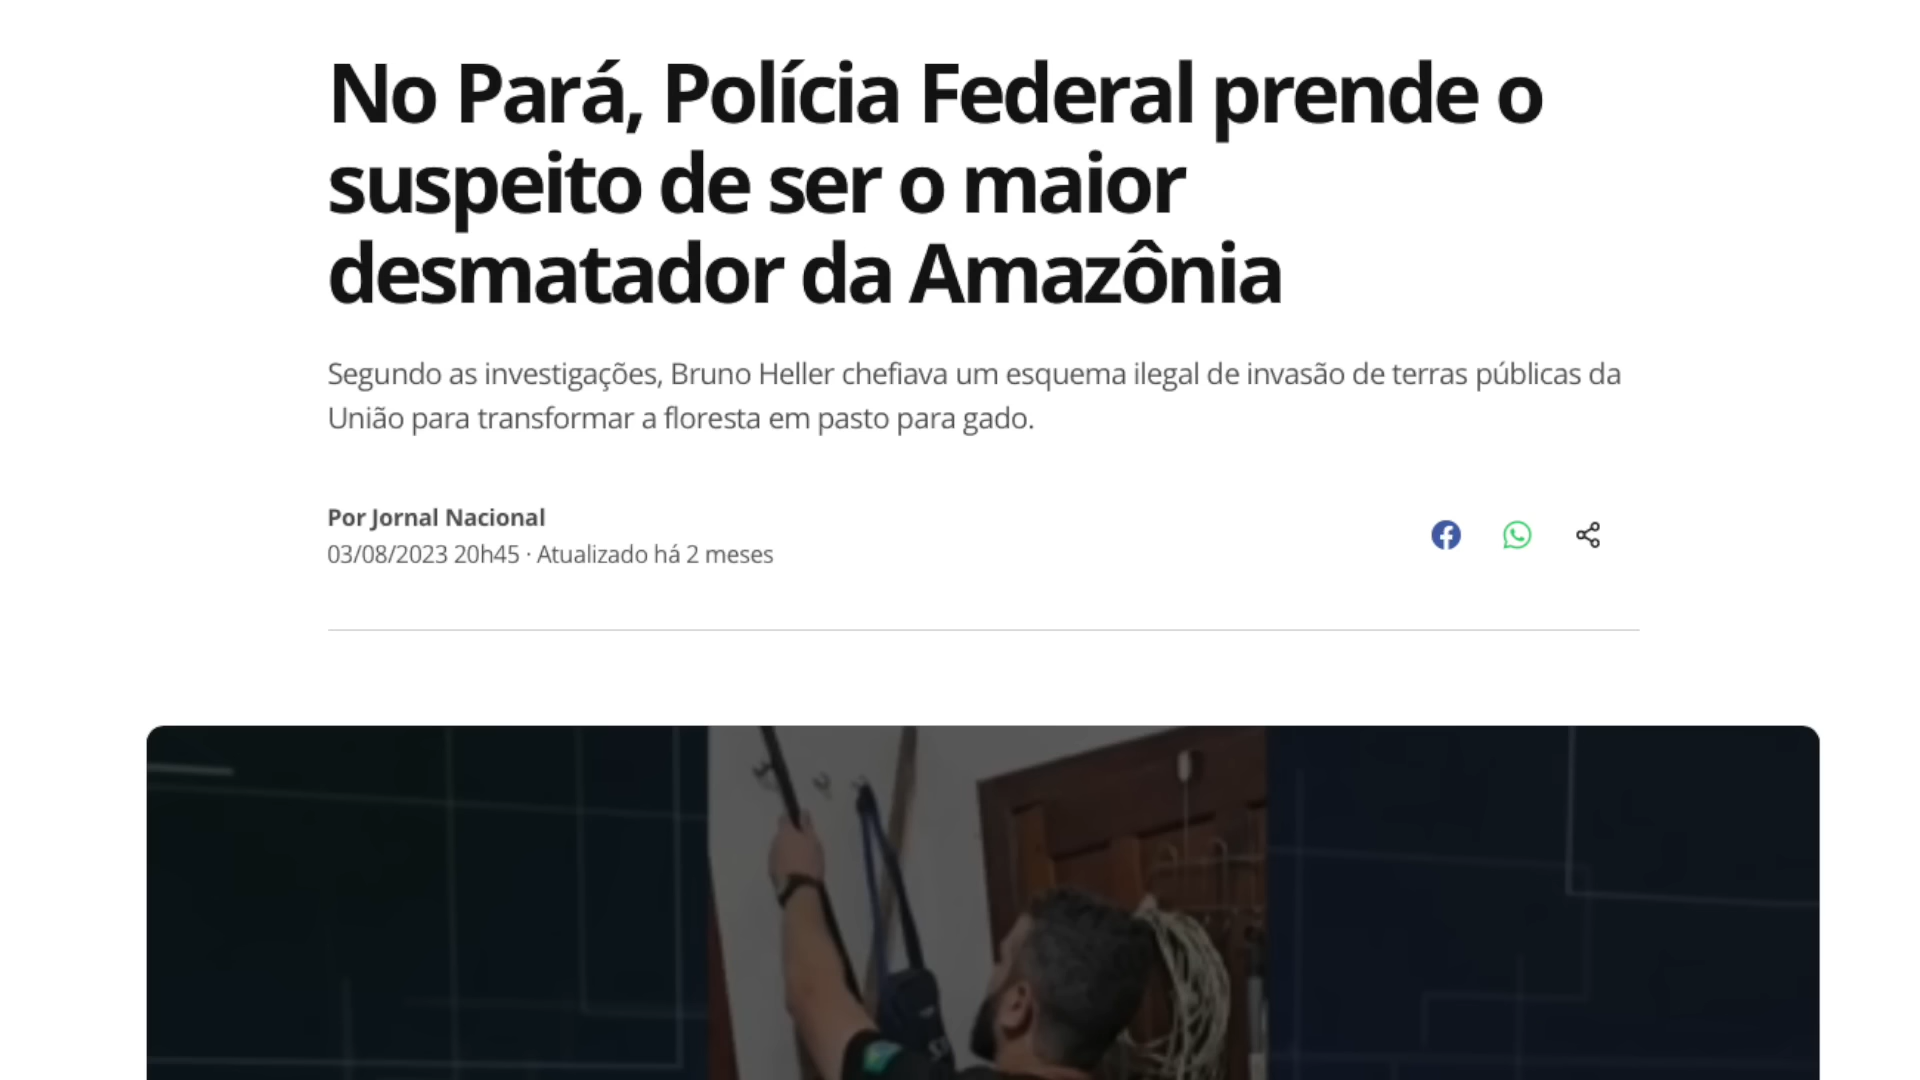 No Pará, Polícia Federal prende o
suspeito de ser o maior
desmatador da Amazônia
Segundo as investigações, Bruno Heller chefiava um esquema ilegal de invasão de terras públicas da
União para transformar a floresta em pasto para gado.
Por Jornal Nacional
03/08/2023 20h45 · Atualizado há 2 meses